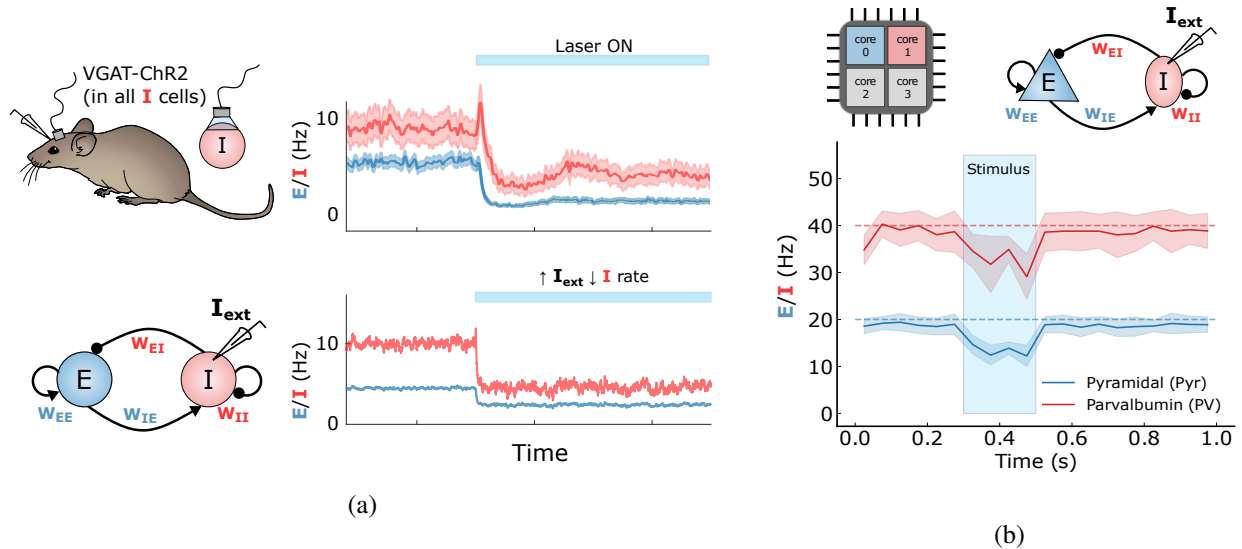 VGAT-ChR2
(in all I cells)
I
Laser ON
10
0
E/I (Hz)
I_ext
W_EI
E
I
W_EE
W_IE
W_II
↑ I_ext ↓ I rate
10
0
E/I (Hz)
Time
(a)
core
0
core
1
core
2
core
3
I_ext
W_EI
E
I
W_EE
W_IE
W_II
Stimulus
50
40
30
20
10
0
E/I (Hz)
Pyramidal (Pyr)
Parvalbumin (PV)
0.0 0.2 0.4 0.6 0.8 1.0
Time (s)
(b)